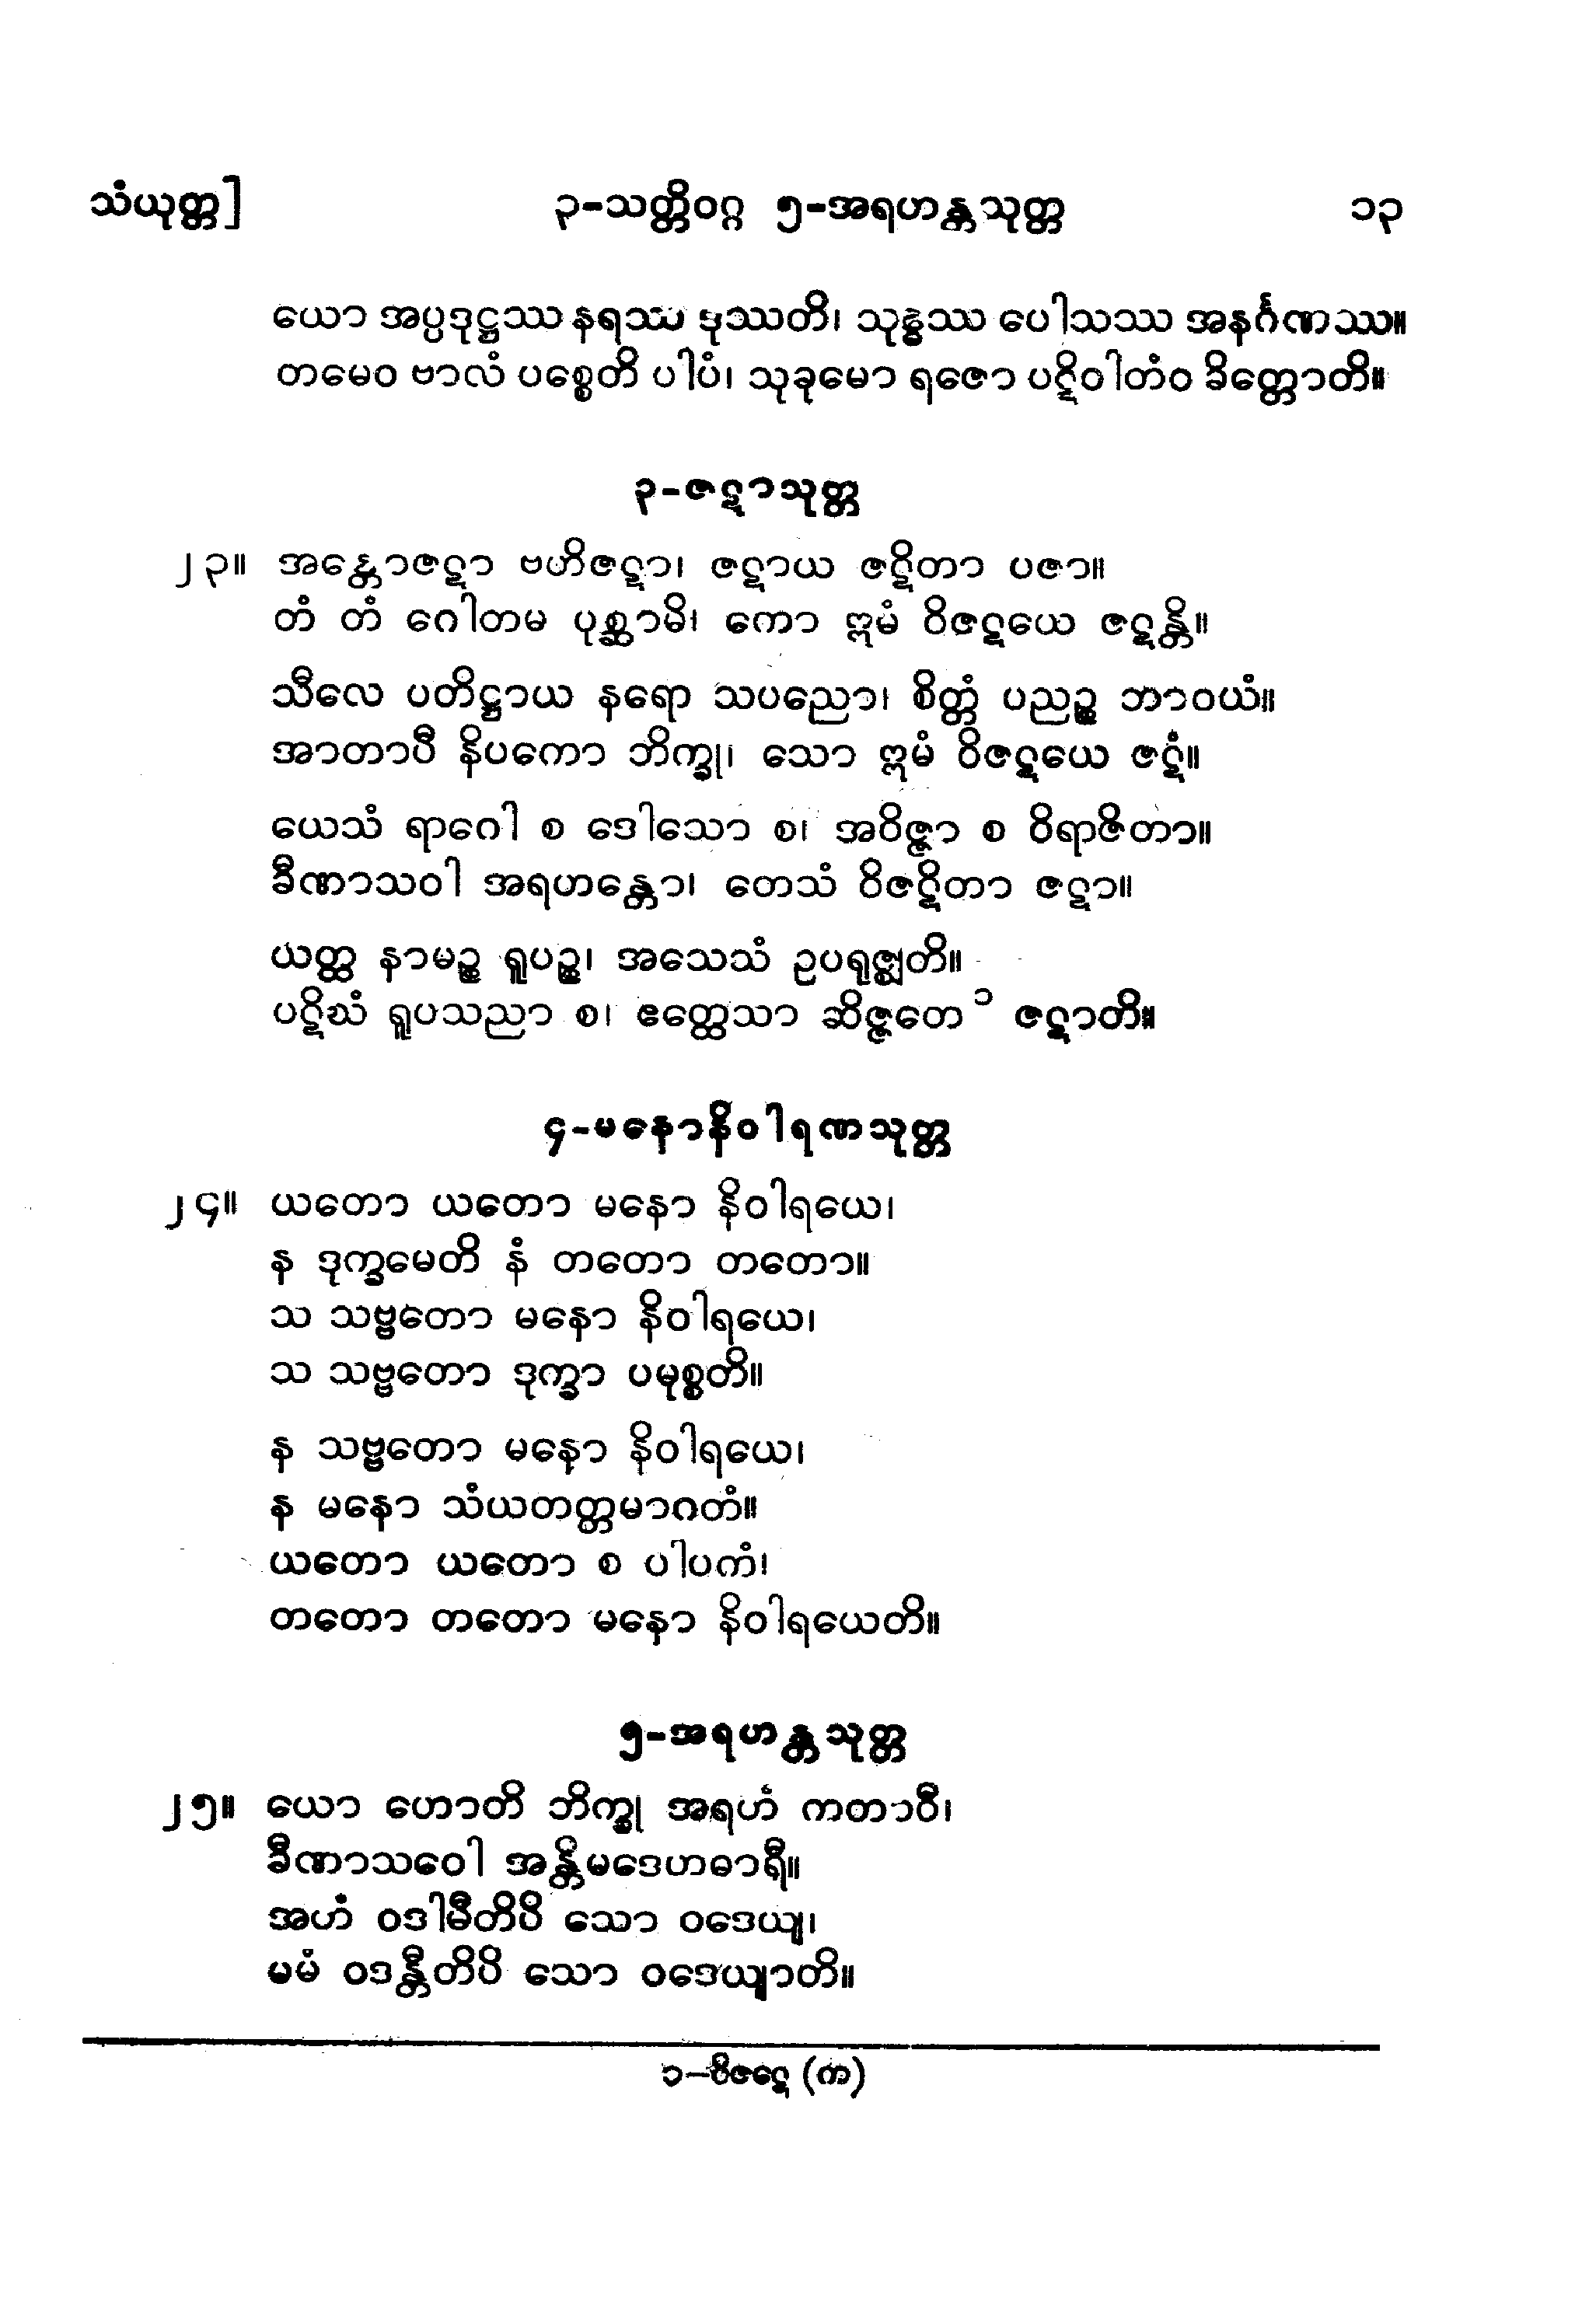 သံယုတ္တ]
၃-သတ္တိဝဂ္ဂ ၅-အရဟန္တသုတ္တ
၁၃
ယော အပ္ပဒုဋ္ဌဿ နရဿ ဒုဿတိ၊ သုဒ္ဓဿ ပေါသဿ အနင်္ဂဏဿ။
တမေဝ ဗာလံ ပစ္စေတိ ပါပံ၊ သုခုမော ရဇော ပဋိဝါတံဝ ခိတ္တောတိ။
၃-ဇဋာသုတ္တ
၂၃။ အန္တောဇဋာ ဗဟိဇဋာ၊ ဇဋာယ ဇဋိတာ ပဇာ။
တံ တံ ဂေါတမ ပုစ္ဆာမိ၊ ကော ဣမံ ဝိဇဋယေ ဇဋန္တိ။
သီလေ ပတိဋ္ဌာယ နရော သပညော၊ စိတ္တံ ပညဉ္စ ဘာဝယံ။
အာတာပီ နိပကော ဘိက္ခု၊ သော ဣမံ ဝိဇဋယေ ဇဋံ။
ယေသံ ရာဂေါ စ ဒေါသော စ၊ အဝိဇ္ဇာ စ ဝိရာဇိတာ။
ခီဏာသဝါ အရဟန္တော၊ တေသံ ဝိဇဋိတာ ဇဋာ။
ယတ္ထ နာမဉ္စ ရူပဉ္စ၊ အသေသံ ဥပရုဇ္ဈတိ။
ပဋိဃံ ရူပသညာ စ၊ ဧတ္ထေသာ ဆိဇ္ဇတေ ၁ ဇဋာတိ။
၄-မနောနိဝါရဏသုတ္တ
၂၄။ ယတော ယတော မနော နိဝါရယေ၊
န ဒုက္ခမေတိ နံ တတော တတော။
သ သဗ္ဗတော မနော နိဝါရယေ၊
သ သဗ္ဗတော ဒုက္ခာ ပမုစ္စတိ။
န သဗ္ဗတော မနော နိဝါရယေ၊
န မနော သံယတတ္တမာဂတံ။
ယတော ယတော စ ပါပကံ၊
တတော တတော မနော နိဝါရယေတိ။
၅-အရဟန္တသုတ္တ
၂၅။ ယော ဟောတိ ဘိက္ခု အရဟံ ကတာဝီ၊
ခီဏာသဝေါ အန္တိမဒေဟဓာရီ။
အဟံ ဝဒါမီတိပိ သော ဝဒေယျ၊
မမံ ဝဒန္တီတိပိ သော ဝဒေယျာတိ။
၁-ဝိဇဋေ (က)